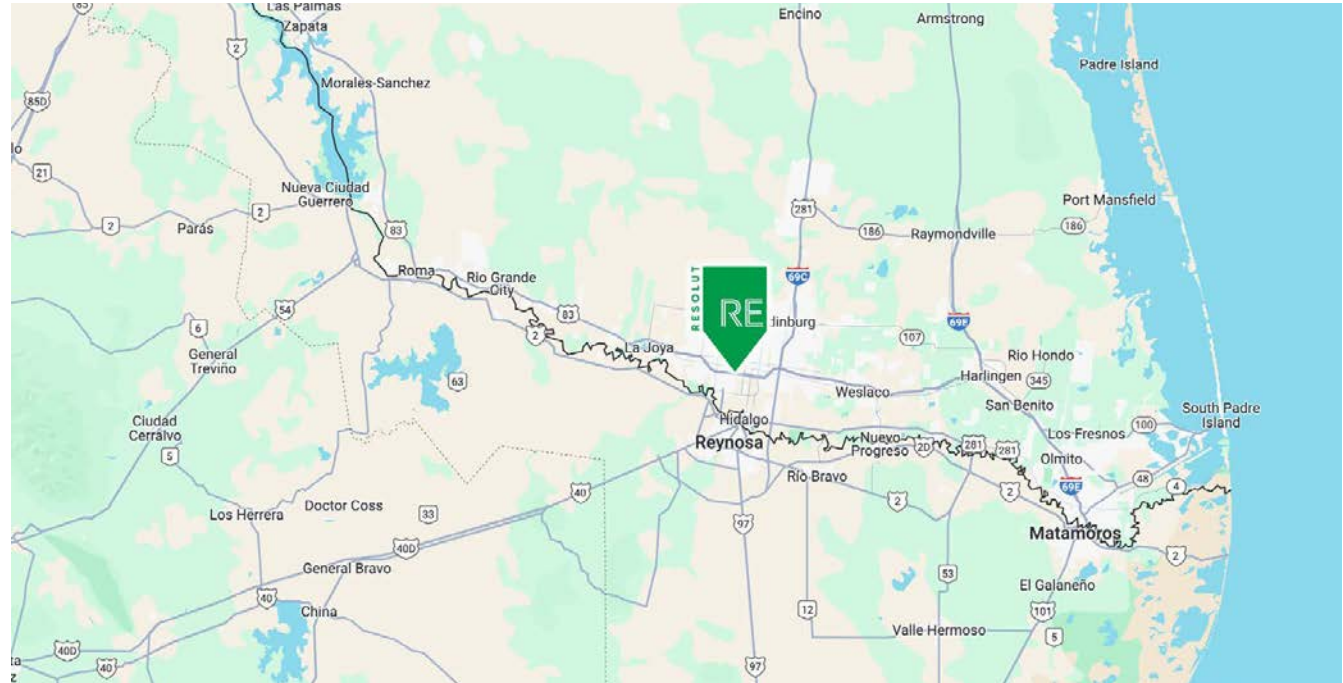 83
Las Palmas
Zapata
Encino
Armstrong
2
Padre Island
Morales-Sanchez
85D
21
Nueva Ciudad
Guerrero
2
2
Parás
83
281
186
Raymondville
186
Port Mansfield
Roma
Rio Grande
City
RESOLUT
RE
69C
54
83
dinburg
69E
6
2
La Joya
107
General
Treviño
Rio Hondo
Harlingen
345
63
Weslaco
San Benito
South Padre
Island
Ciudad
Cerralvo
Hidalgo
Reynosa
Nuevo
Progreso
2D
281
281
Los Fresnos
100
Olmito
5
Río Bravo
69E
48
4
40
2
2
Los Herrera
Doctor Coss
33
97
Matamoros
2
40D
General Bravo
53
El Galaneño
40
China
12
101
5
Valle Hermoso
40D
40
97